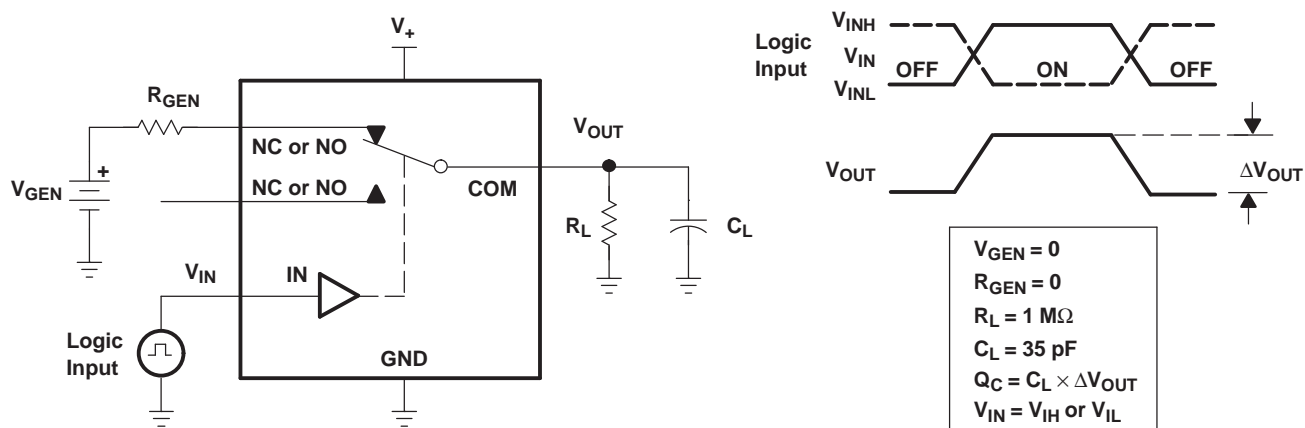 V+
RGEN
NC or NO
VOUT
COM
NC or NO
VGEN
+
RL
CL
VIN
IN
Logic
Input
GND
Logic
Input
VINH
VIN
VINL
OFF
ON
OFF
VOUT
ΔVOUT
VGEN = 0
RGEN = 0
RL = 1 MΩ
CL = 35 pF
QC = CL × ΔVOUT
VIN = VIH or VIL